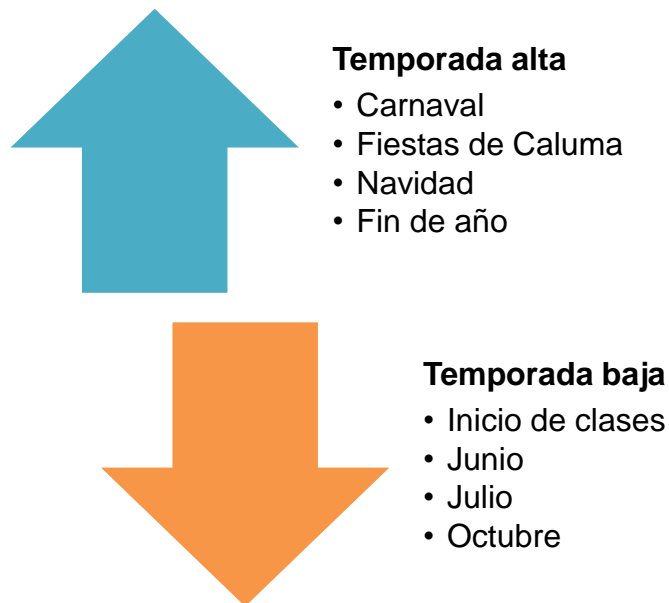 Temporada alta
• Carnaval
• Fiestas de Caluma
• Navidad
• Fin de año
Temporada baja
• Inicio de clases
• Junio
• Julio
• Octubre